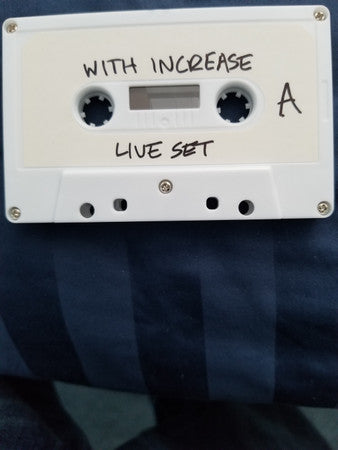 WITH INCREASE
A
LIVE SET